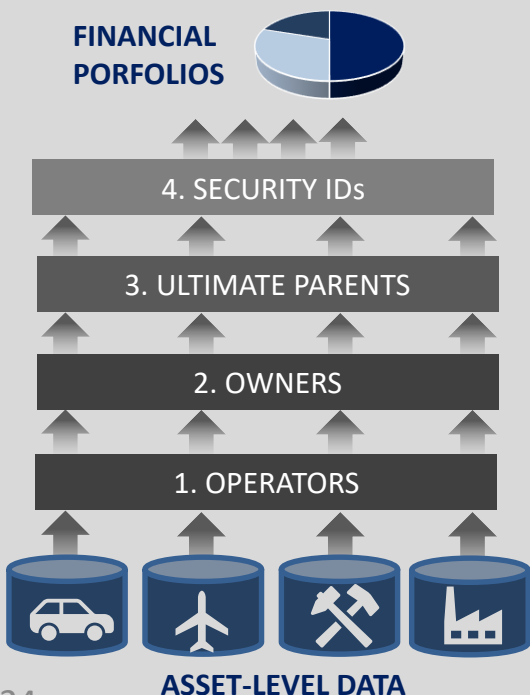 FINANCIAL
PORFOLIOS
4. SECURITY IDs
3. ULTIMATE PARENTS
2. OWNERS
1. OPERATORS
ASSET-LEVEL DATA